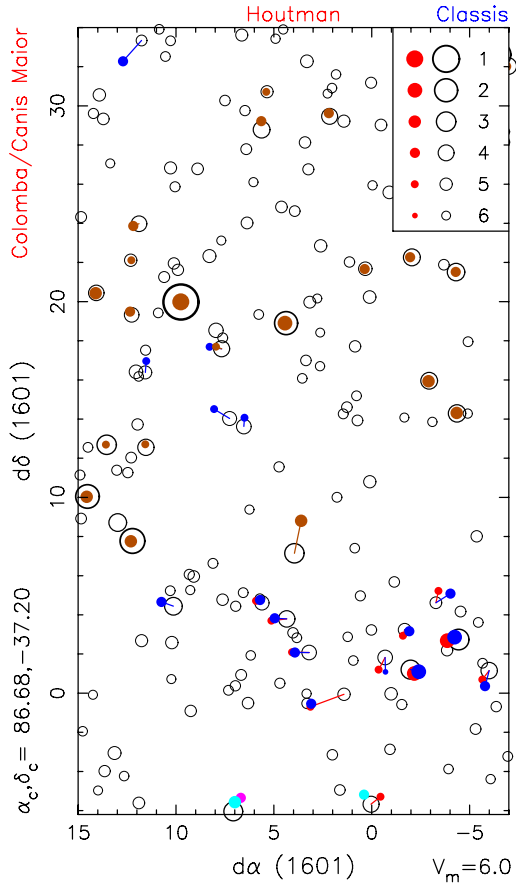 Houtman Classis
Colomba/Canis Maior
1
2
3
4
5
6
30
20
10
0
dδ (1601)
α_c,δ_c= 86.68,-37.20
15 10 5 0 -5
dα (1601) V_m=6.0